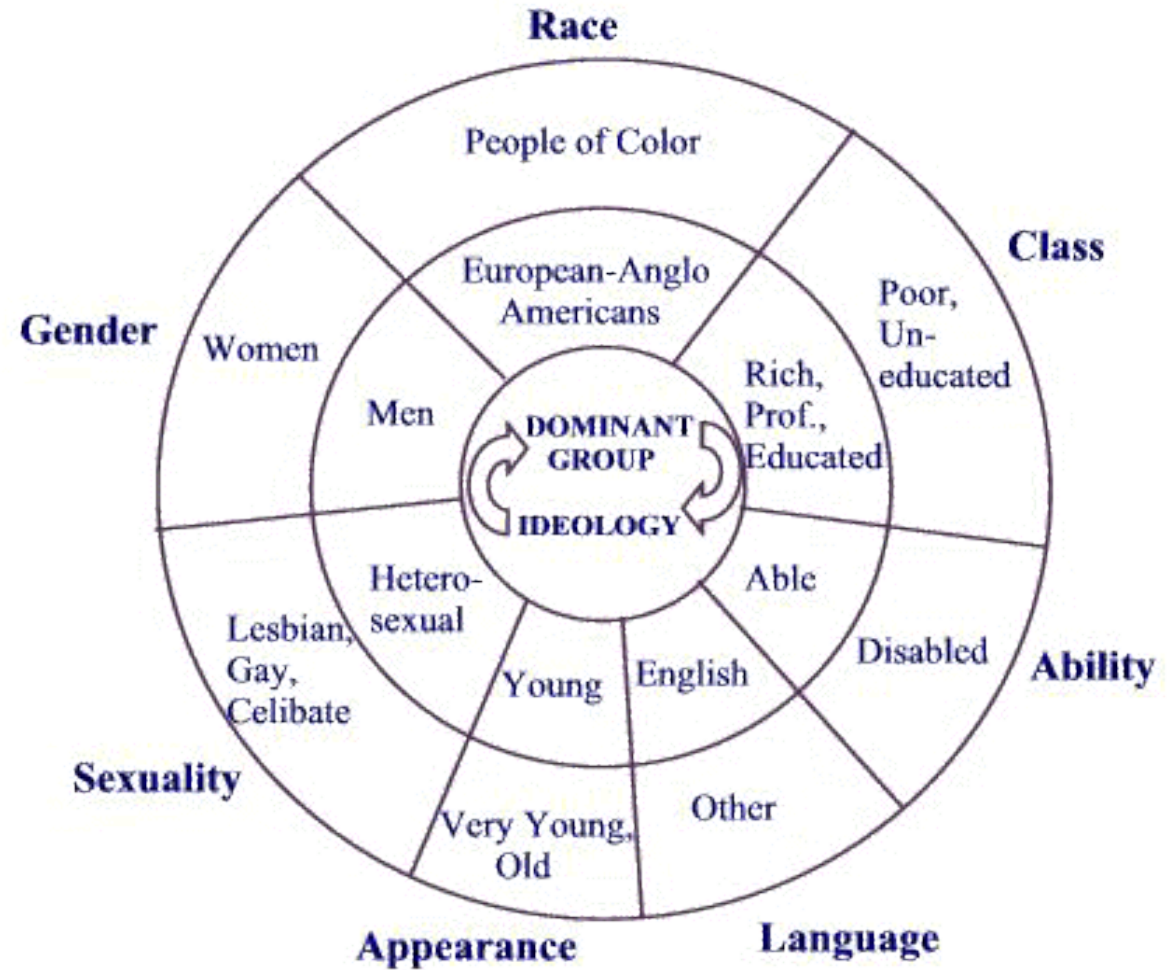 Race
People of Color
European-Anglo
Americans
Class
Poor,
Un-
educated
Rich,
Prof.,
Educated
Gender
Women
Men
DOMINANT
GROUP
IDEOLOGY
Able
Disabled
Ability
Hetero-
sexual
Lesbian,
Gay,
Celibate
Sexuality
Young
Very Young,
Old
Appearance
English
Other
Language